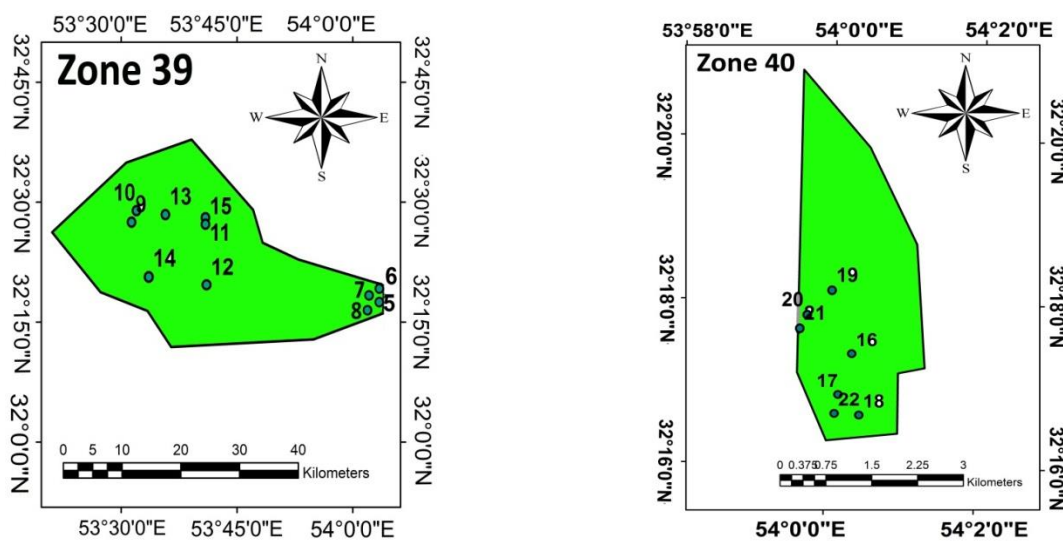 53°30'0"E 53°45'0"E 54°0'0"E
Zone 39
N
W E
S
32°45'0"N
32°30'0"N
32°15'0"N
32°0'0"N
32°45'0"N
32°30'0"N
32°15'0"N
32°0'0"N
10 9 13 15
11
14 12
6
7 5
8
0 5 10 20 30 40
Kilometers
53°30'0"E 53°45'0"E 54°0'0"E
53°58'0"E 54°0'0"E 54°2'0"E
Zone 40
N
W E
S
32°20'0"N
32°18'0"N
32°16'0"N
32°20'0"N
32°18'0"N
32°16'0"N
19
20
21
16
17
22 18
0 0.375 0.75 1.5 2.25 3
Kilometers
54°0'0"E 54°2'0"E